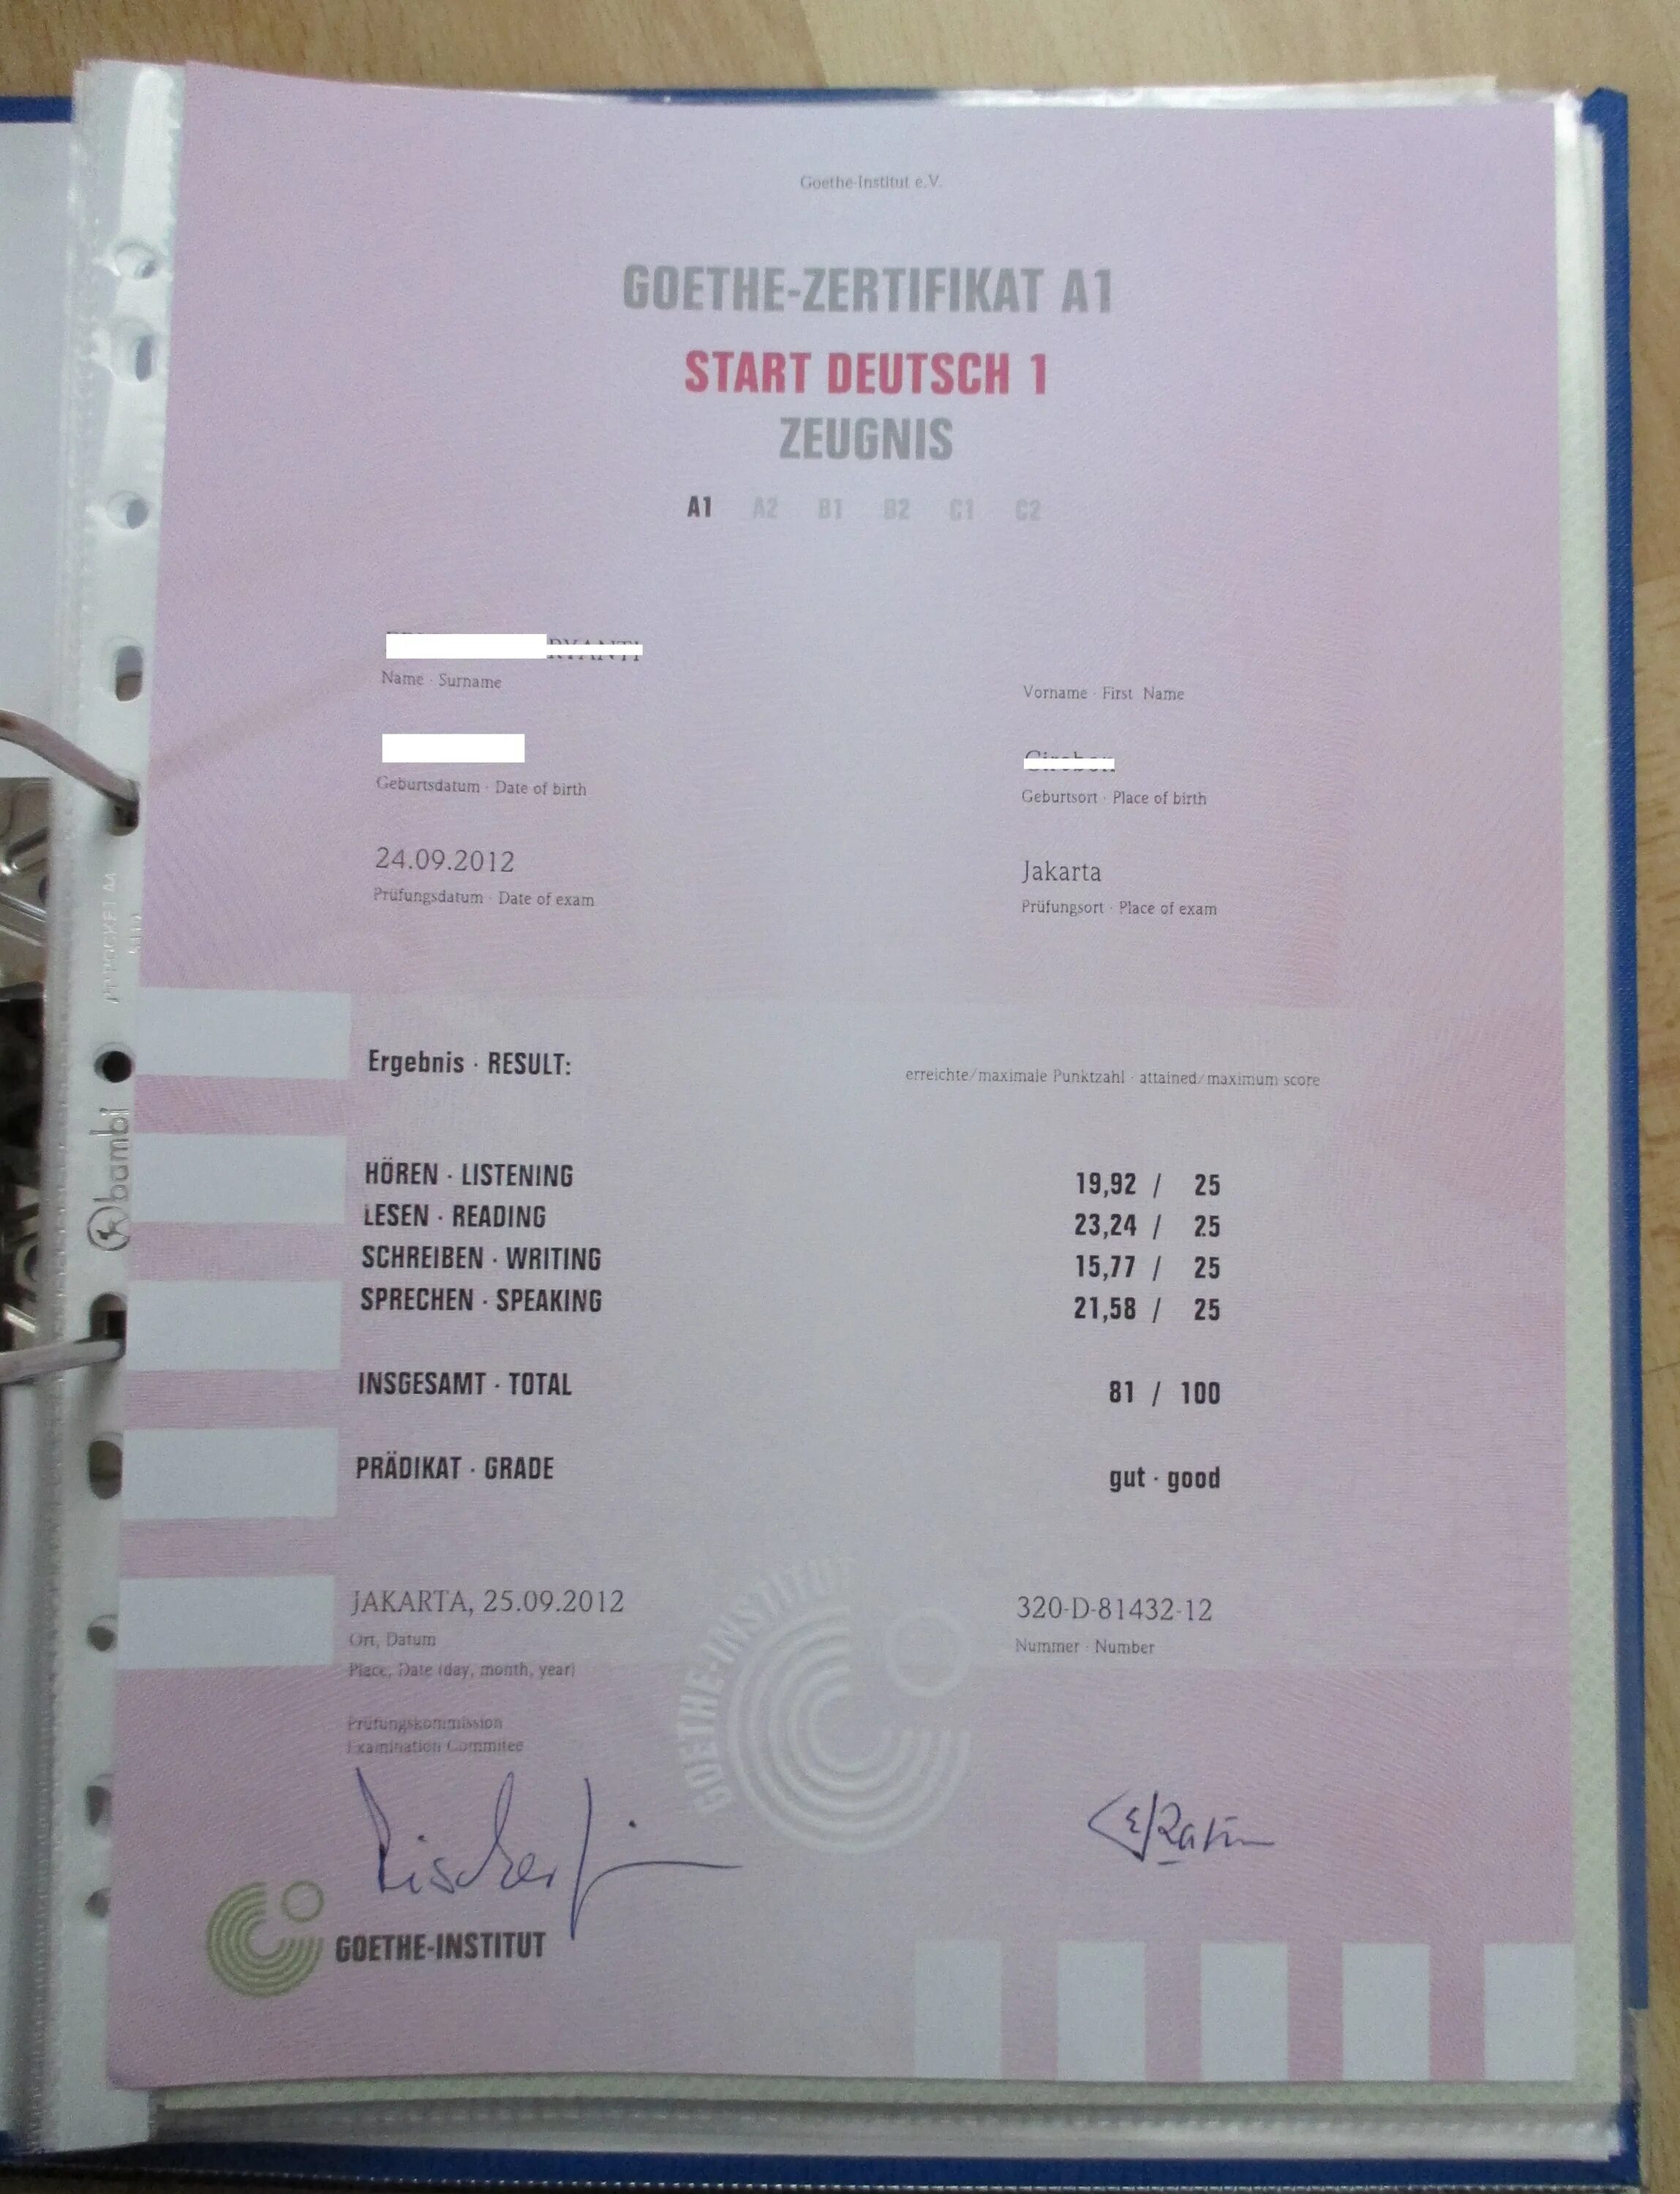 Goethe-Institut e.V.
GOETHE-ZERTIFIKAT A1
START DEUTSCH 1
ZEUGNIS
A1 A2 B1 B2 C1 C2
Name · Surname
Vorname · First Name
Geburtsdatum · Date of birth
Geburtsort · Place of birth
24.09.2012
Jakarta
Prüfungsdatum · Date of exam
Prüfungsort · Place of exam
Ergebnis · RESULT:
erreichte/maximale Punktzahl · attained/maximum score
HÖREN · LISTENING 19,92 / 25
LESEN · READING 23,24 / 25
SCHREIBEN · WRITING 15,77 / 25
SPRECHEN · SPEAKING 21,58 / 25
INSGESAMT · TOTAL 81 / 100
PRÄDIKAT · GRADE gut · good
JAKARTA, 25.09.2012
320-D-81432-12
Ort, Datum
Nummer · Number
Place, Date (day, month, year)
Prüfungskommission
Examination Commitee
GOETHE-INSTITUT
GOETHE-INSTITUT
bambi